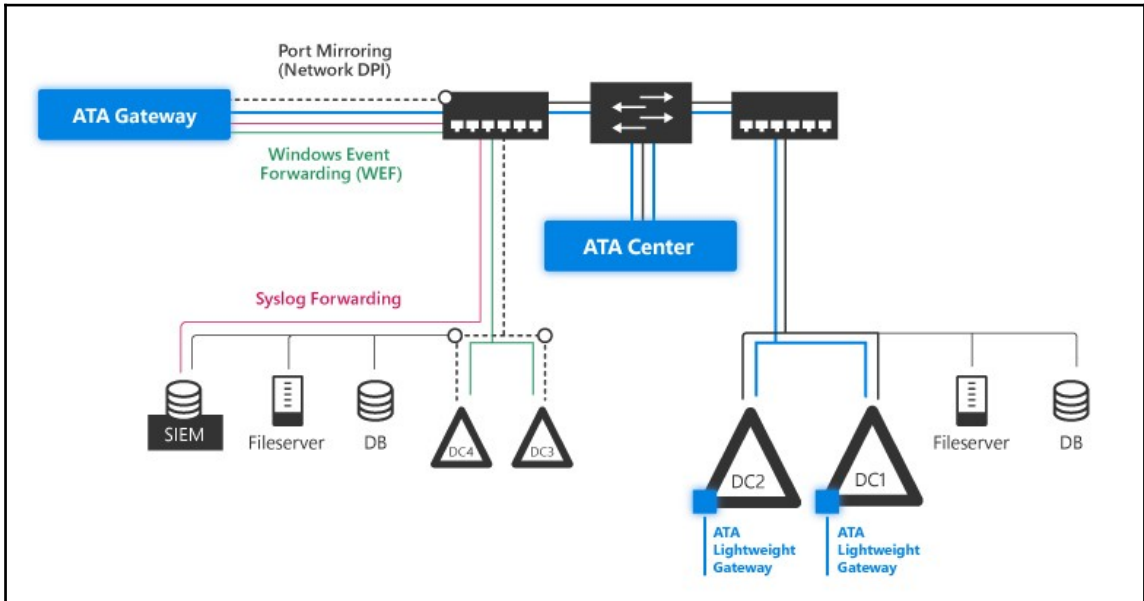 Port Mirroring
(Network DPI)
ATA Gateway
Windows Event
Forwarding (WEF)
ATA Center
Syslog Forwarding
SIEM
Fileserver
DB
DC4
DC3
DC2
DC1
Fileserver
DB
ATA
Lightweight
Gateway
ATA
Lightweight
Gateway